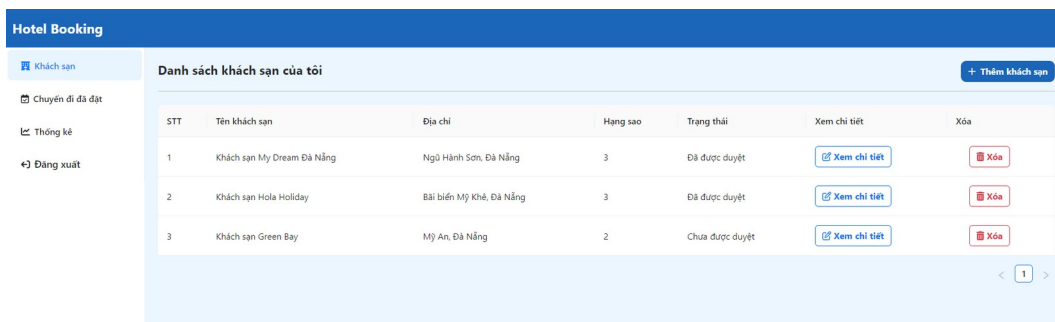 Hotel Booking
Khách sạn
Chuyến đi đã đặt
Thống kê
Đăng xuất
Danh sách khách sạn của tôi
+ Thêm khách sạn
STT Tên khách sạn Địa chỉ Hạng sao Trạng thái Xem chi tiết Xóa
1 Khách sạn My Dream Đà Nẵng Ngũ Hành Sơn, Đà Nẵng 3 Đã được duyệt Xem chi tiết Xóa
2 Khách sạn Hola Holiday Bãi biển Mỹ Khê, Đà Nẵng 3 Đã được duyệt Xem chi tiết Xóa
3 Khách sạn Green Bay Mỹ An, Đà Nẵng 2 Chưa được duyệt Xem chi tiết Xóa
< 1 >